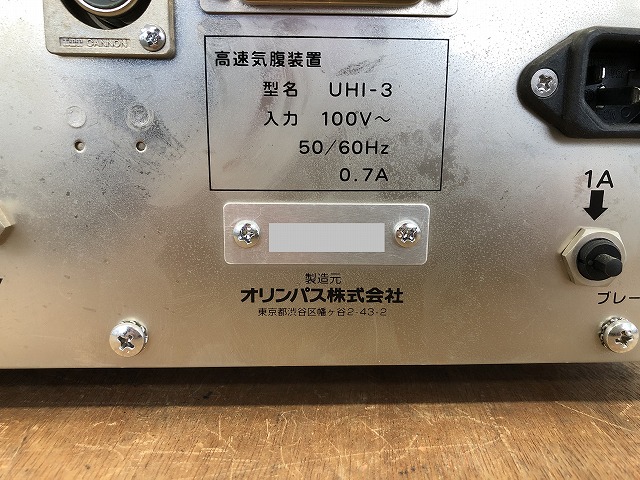 CANNON
高速気腹装置
型名 UHI-3
入力 100V～
50/60Hz
0.7A
1A
製造元
オリンパス株式会社
東京都渋谷区幡ヶ谷2-43-2
ブレー